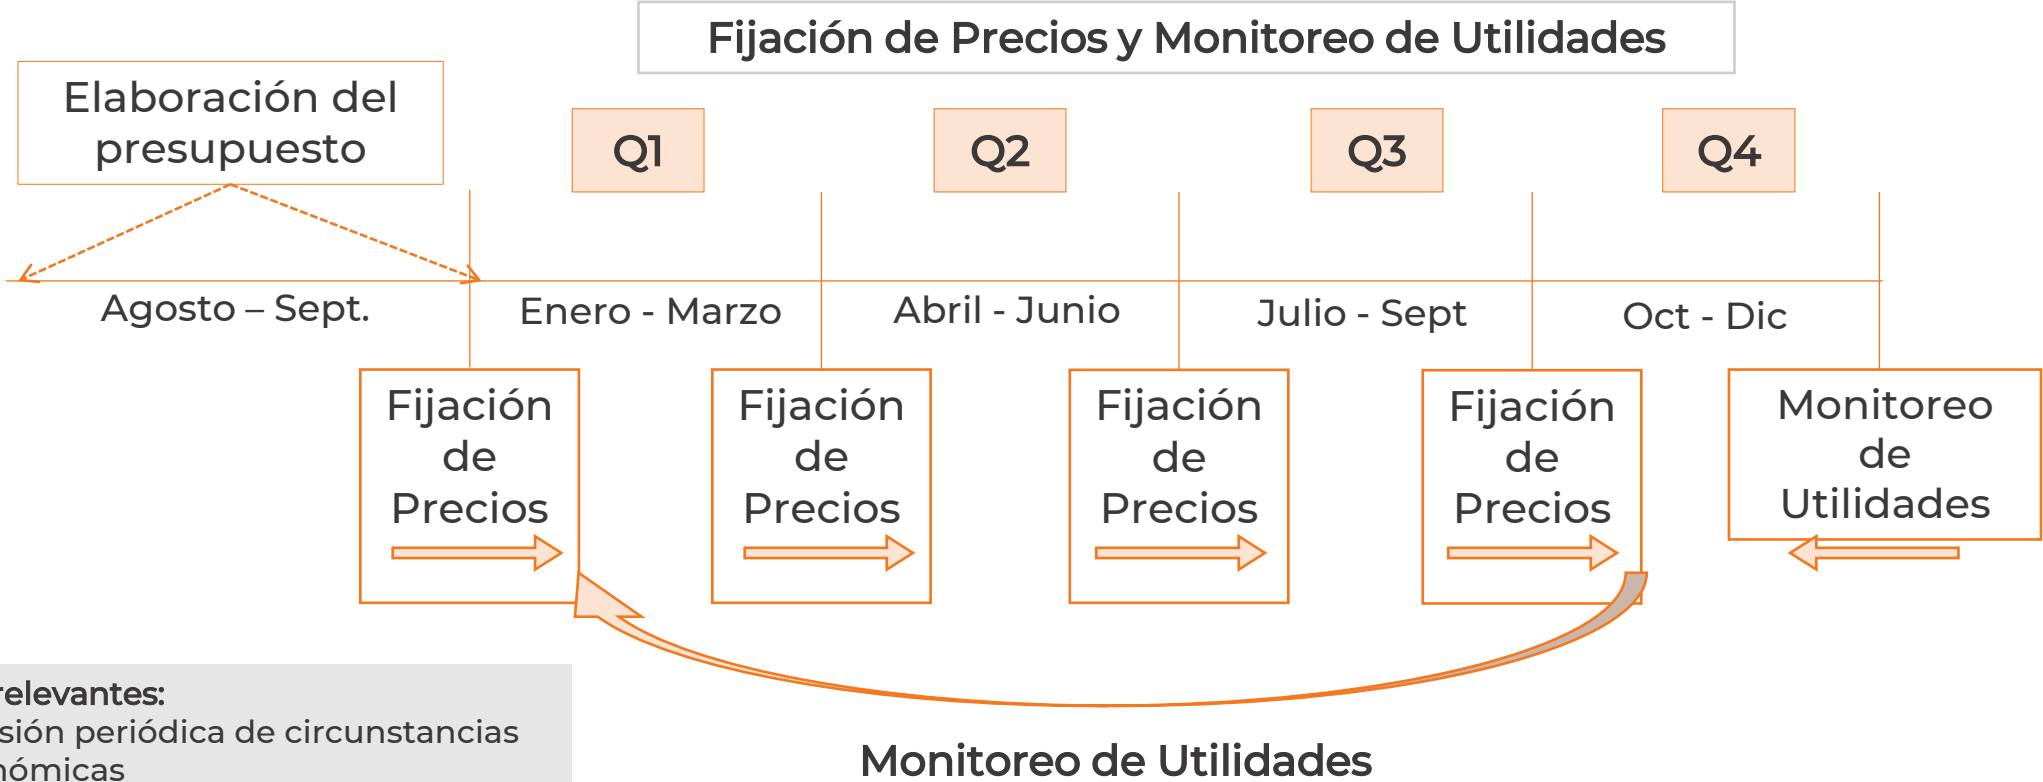 Fijación de Precios y Monitoreo de Utilidades
Elaboración del
presupuesto
Q1
Q2
Q3
Q4
Agosto – Sept.
Enero - Marzo
Abril - Junio
Julio - Sept
Oct - Dic
Fijación
de
Precios
Fijación
de
Precios
Fijación
de
Precios
Fijación
de
Precios
Monitoreo
de
Utilidades
relevantes:
periódica de circunstancias
Monitoreo de Utilidades